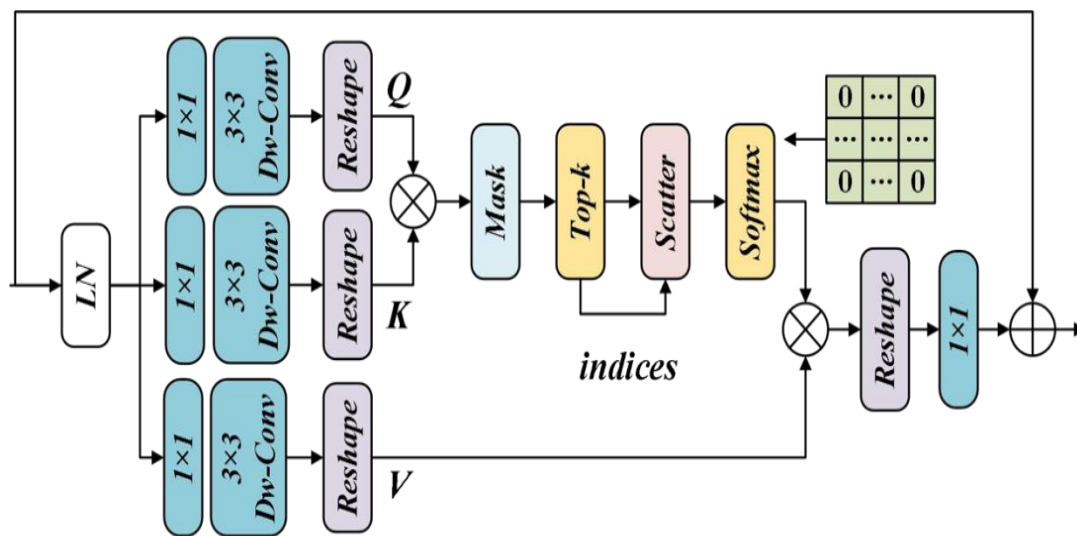 LN
1×1
3×3
Dw-Conv
Reshape
Q
1×1
3×3
Dw-Conv
Reshape
K
1×1
3×3
Dw-Conv
Reshape
V
Mask
Top-k
Scatter
Softmax
indices
0 ··· 0
··· ··· ···
0 ··· 0
Reshape
1×1